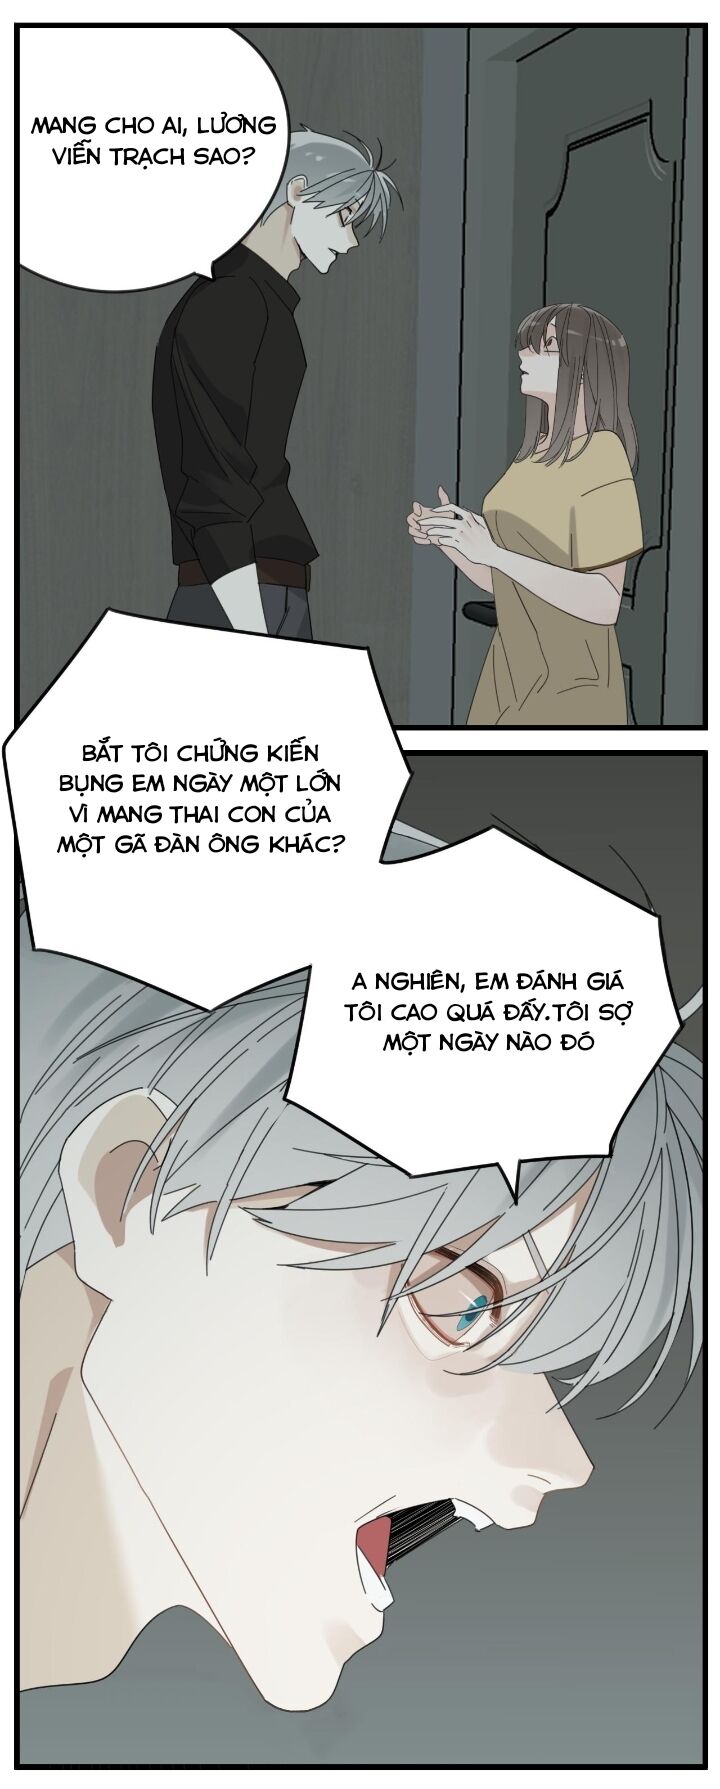 MANG CHO AI, LƯƠNG
VIỄN TRẠCH SAO?
BẮT TÔI CHỨNG KIẾN
BỤNG EM NGÀY MỘT LỚN
VÌ MANG THAI CON CỦA
MỘT GÃ ĐÀN ÔNG KHÁC?
A NGHIÊN, EM ĐÁNH GIÁ
TÔI CAO QUÁ ĐẤY.TÔI SỢ
MỘT NGÀY NÀO ĐÓ